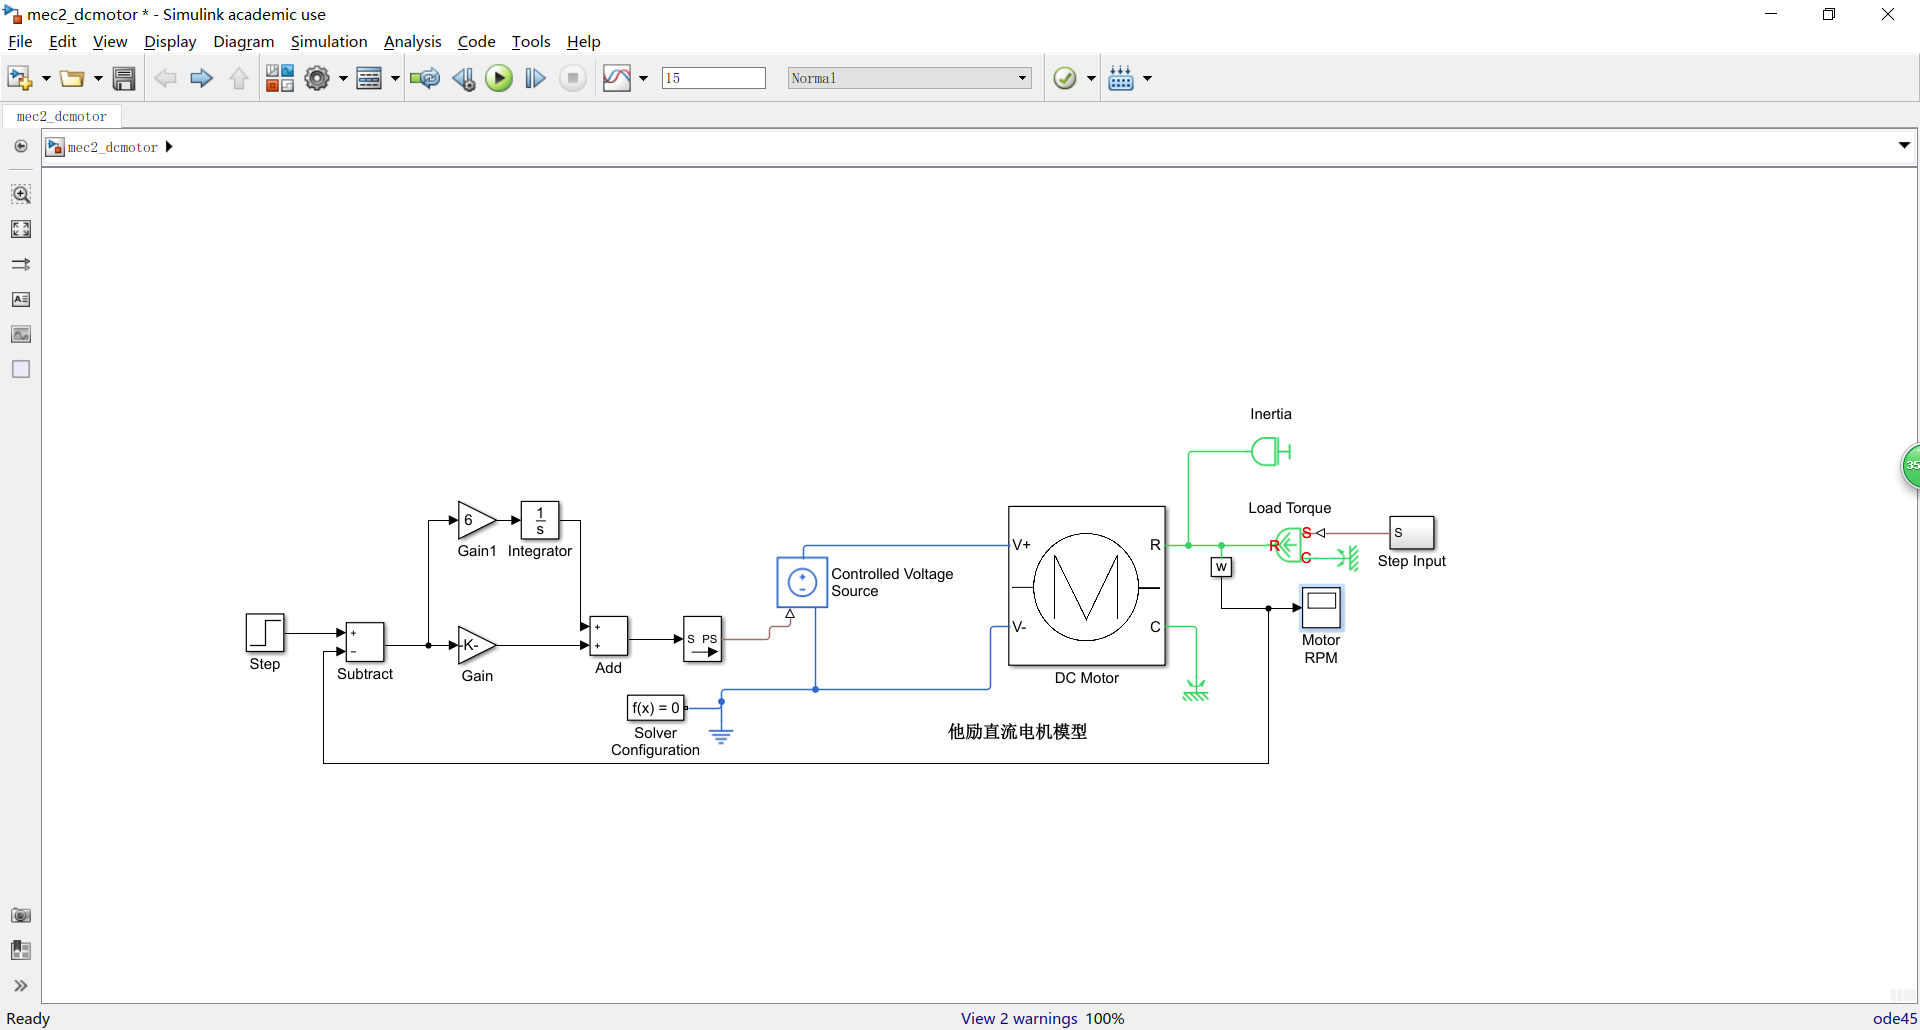 mec2_dcmotor * - Simulink academic use
File Edit View Display Diagram Simulation Analysis Code Tools Help
15 Normal
mec2_dcmotor
mec2_dcmotor
Inertia
Load Torque
R S C
S
Step Input
6
1
s
Gain1 Integrator
V+ R
w
Controlled Voltage
Source
+
-
M
Step
+
-
Subtract
-K-
Gain
+
+
Add
S PS
V- C
Motor
RPM
DC Motor
f(x) = 0
Solver
Configuration
他励直流电机模型
35
Ready View 2 warnings 100% ode45